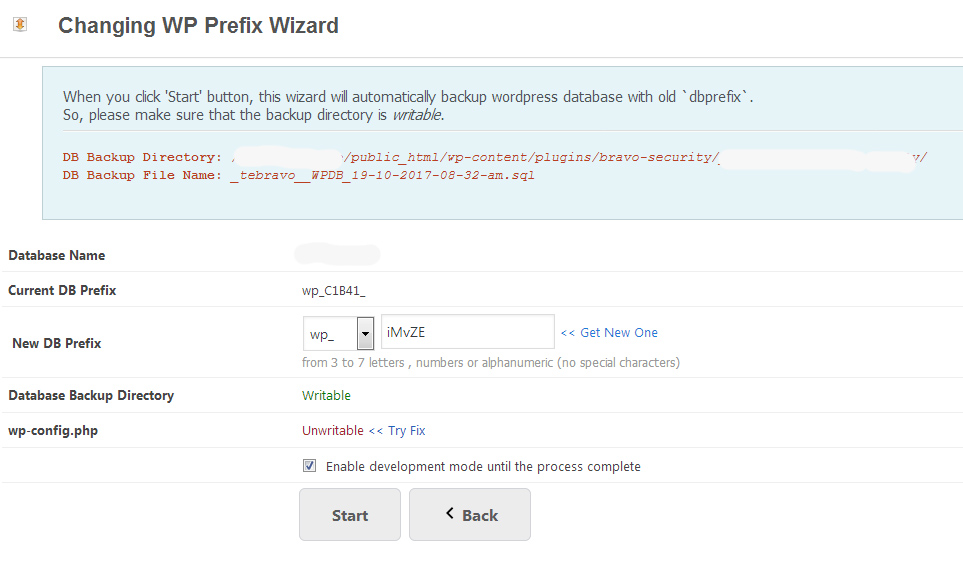 Changing WP Prefix Wizard
When you click 'Start' button, this wizard will automatically backup wordpress database with old `dbprefix`.
So, please make sure that the backup directory is writable.
DB Backup Directory: / /public_html/wp-content/plugins/bravo-security/ /
DB Backup File Name: _tebravo__WPDB_19-10-2017-08-32-am.sql
Database Name
Current DB Prefix wp_C1B41_
New DB Prefix wp_ iMvZE << Get New One
from 3 to 7 letters , numbers or alphanumeric (no special characters)
Database Backup Directory Writable
wp-config.php Unwritable << Try Fix
Enable development mode until the process complete
Start Back